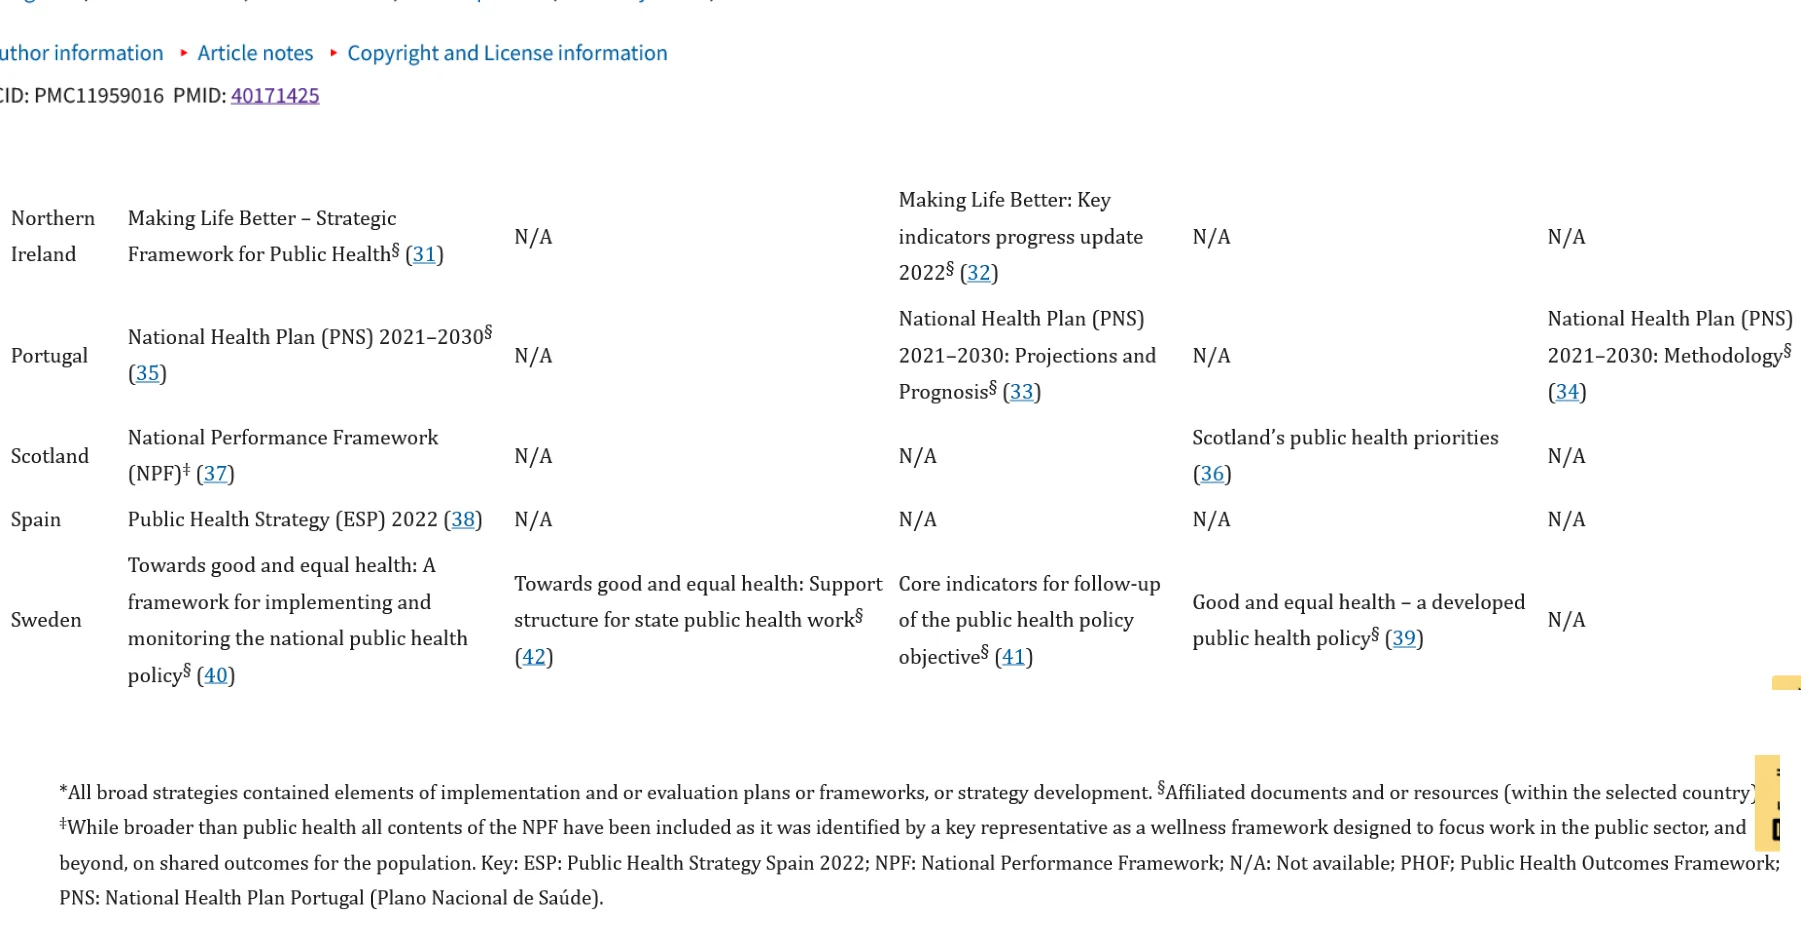 uthor information ‣ Article notes ‣ Copyright and License information
CID: PMC11959016 PMID: 40171425
Northern Ireland
Making Life Better – Strategic Framework for Public Health§ (31)
N/A
Making Life Better: Key indicators progress update 2022§ (32)
N/A
N/A
Portugal
National Health Plan (PNS) 2021–2030§ (35)
N/A
National Health Plan (PNS) 2021–2030: Projections and Prognosis§ (33)
N/A
National Health Plan (PNS) 2021–2030: Methodology§ (34)
Scotland
National Performance Framework (NPF)‡ (37)
N/A
N/A
Scotland’s public health priorities (36)
N/A
Spain
Public Health Strategy (ESP) 2022 (38)
N/A
N/A
N/A
N/A
Sweden
Towards good and equal health: A framework for implementing and monitoring the national public health policy§ (40)
Towards good and equal health: Support structure for state public health work§ (42)
Core indicators for follow-up of the public health policy objective§ (41)
Good and equal health – a developed public health policy§ (39)
N/A
*All broad strategies contained elements of implementation and or evaluation plans or frameworks, or strategy development. §Affiliated documents and or resources (within the selected country)
‡While broader than public health all contents of the NPF have been included as it was identified by a key representative as a wellness framework designed to focus work in the public sector, and
beyond, on shared outcomes for the population. Key: ESP: Public Health Strategy Spain 2022; NPF: National Performance Framework; N/A: Not available; PHOF; Public Health Outcomes Framework;
PNS: National Health Plan Portugal (Plano Nacional de Saúde).